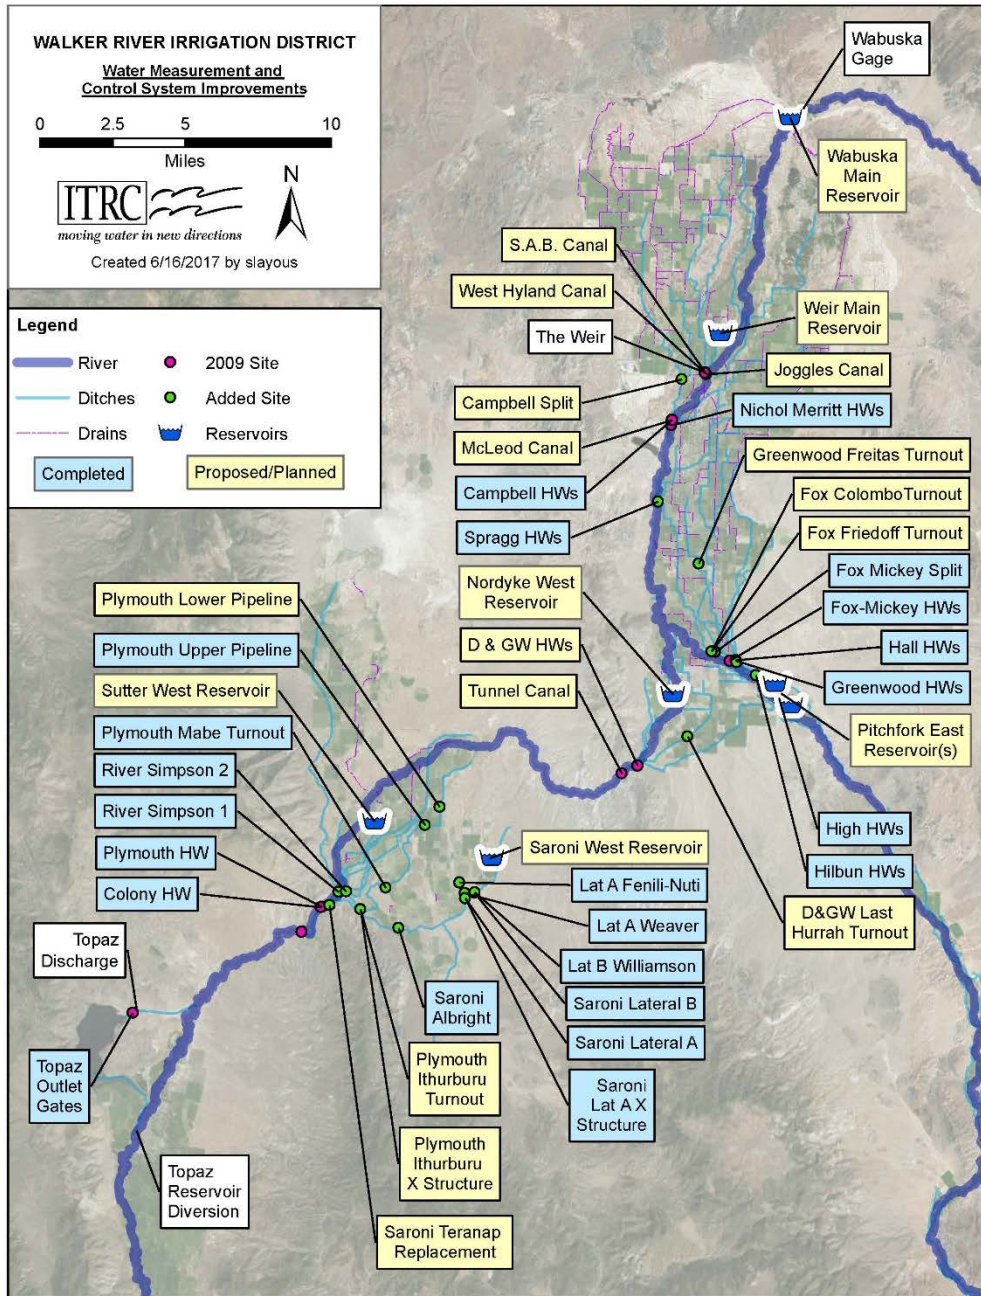 WALKER RIVER IRRIGATION DISTRICT
Water Measurement and
Control System Improvements
0 2.5 5 10
Miles
ITRC
moving water in new directions
N
Created 6/16/2017 by slayous
Legend
River
2009 Site
Ditches
Added Site
Drains
Reservoirs
Completed
Proposed/Planned
Wabuska
Gage
Wabuska
Main
Reservoir
S.A.B. Canal
West Hyland Canal
The Weir
Weir Main
Reservoir
Joggles Canal
Campbell Split
Nichol Merritt HWs
McLeod Canal
Greenwood Freitas Turnout
Campbell HWs
Fox ColomboTurnout
Spragg HWs
Fox Friedoff Turnout
Fox Mickey Split
Nordyke West
Reservoir
Fox-Mickey HWs
D & GW HWs
Hall HWs
Tunnel Canal
Greenwood HWs
Pitchfork East
Reservoir(s)
Plymouth Lower Pipeline
Plymouth Upper Pipeline
Sutter West Reservoir
Plymouth Mabe Turnout
River Simpson 2
River Simpson 1
Plymouth HW
Colony HW
High HWs
Hilbun HWs
D&GW Last
Hurrah Turnout
Saroni West Reservoir
Lat A Fenili-Nuti
Lat A Weaver
Lat B Williamson
Saroni Lateral B
Saroni Lateral A
Saroni
Lat A X
Structure
Saroni
Albright
Topaz
Discharge
Topaz
Outlet
Gates
Topaz
Reservoir
Diversion
Plymouth
Ithurburu
Turnout
Plymouth
Ithurburu
X Structure
Saroni Teranap
Replacement